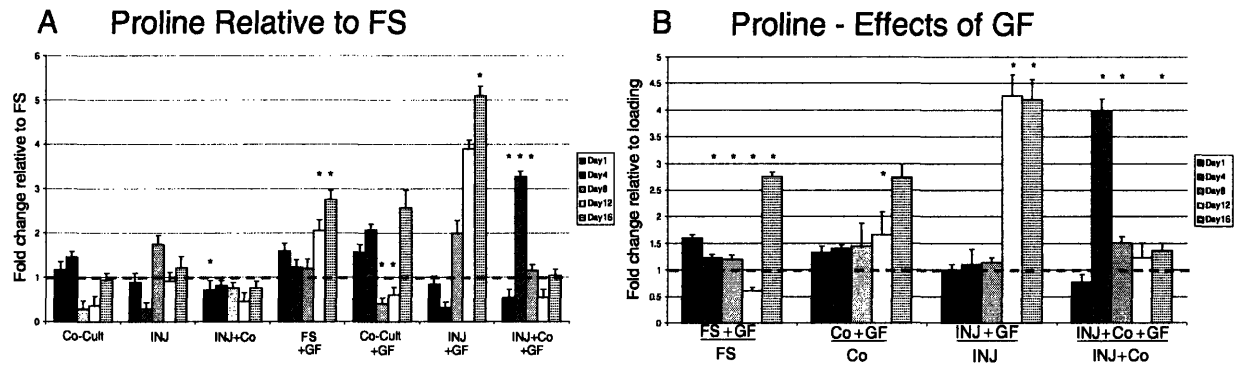 A Proline Relative to FS
Fold change relative to FS
6
5
4
3
2
1
0
* * * * * * * * * *
Co-Cult INJ INJ+Co FS +GF Co-Cult +GF INJ +GF INJ+Co +GF
Day1
Day4
Day8
Day12
Day16
B Proline - Effects of GF
Fold change relative to loading
5
4.5
4
3.5
3
2.5
2
1.5
1
0.5
0
* * * * * * * * * *
FS+GF Co+GF INJ+GF INJ+Co+GF
FS Co INJ INJ+Co
Day1
Day4
Day8
Day12
Day16